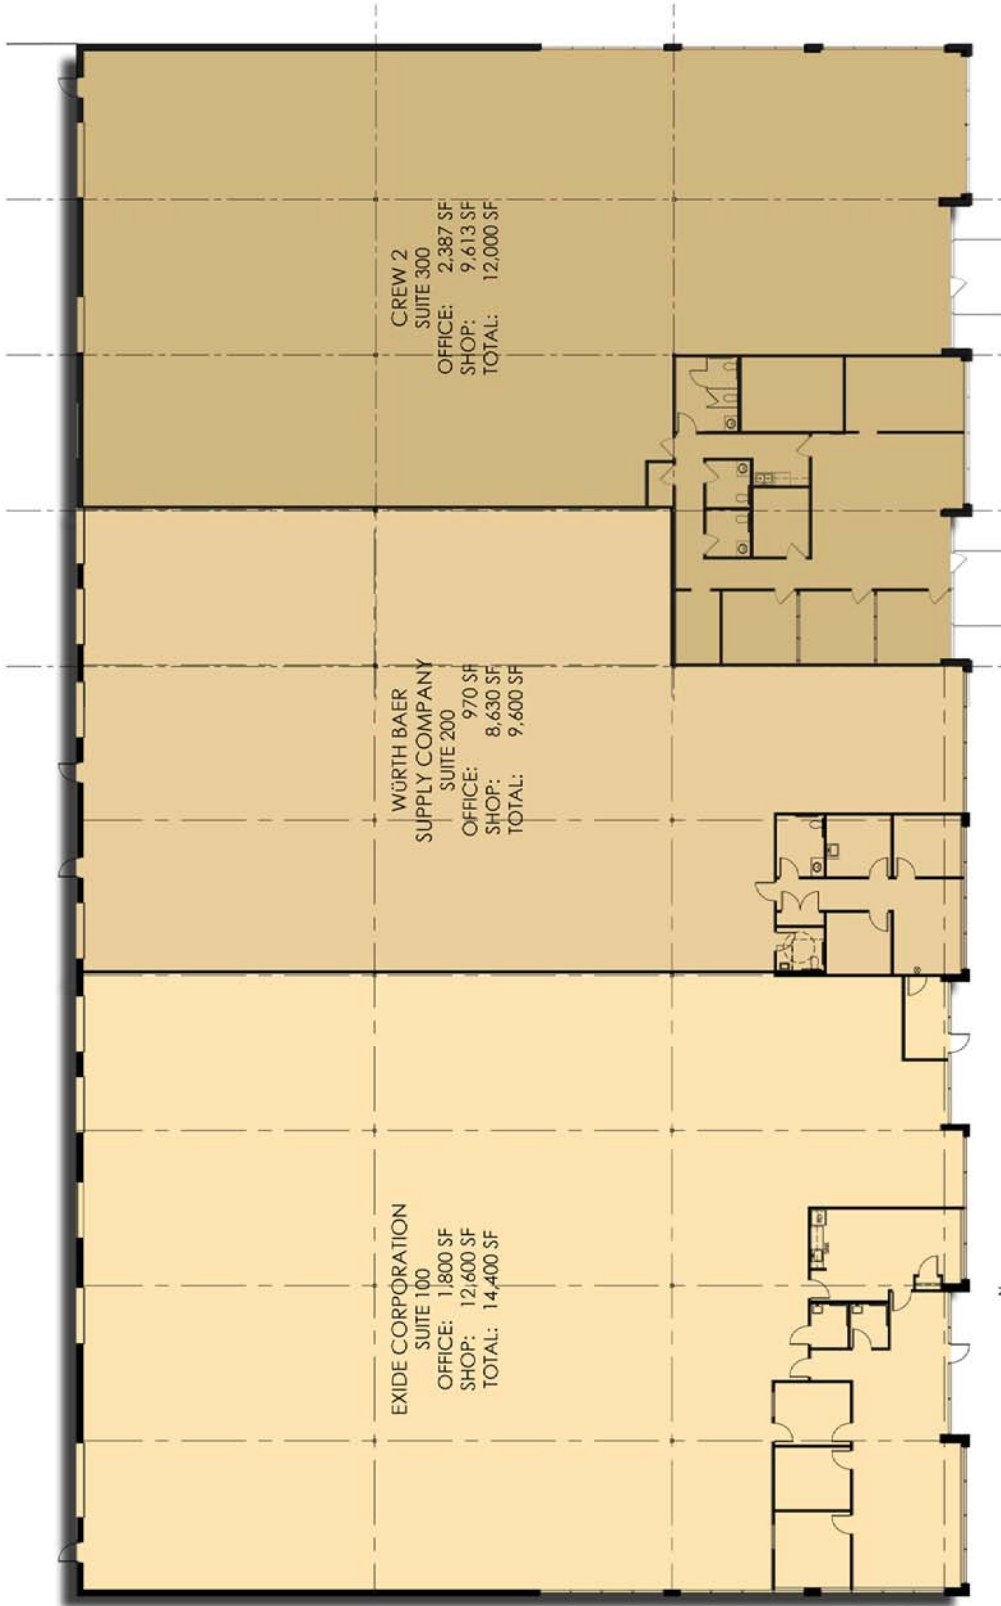 CREW 2
SUITE 300
OFFICE: 2,387 SF
SHOP: 9,613 SF
TOTAL: 12,000 SF
WÜRTH BAER
SUPPLY COMPANY
SUITE 200
OFFICE: 970 SF
SHOP: 8,630 SF
TOTAL: 9,600 SF
EXIDE CORPORATION
SUITE 100
OFFICE: 1,800 SF
SHOP: 12,600 SF
TOTAL: 14,400 SF